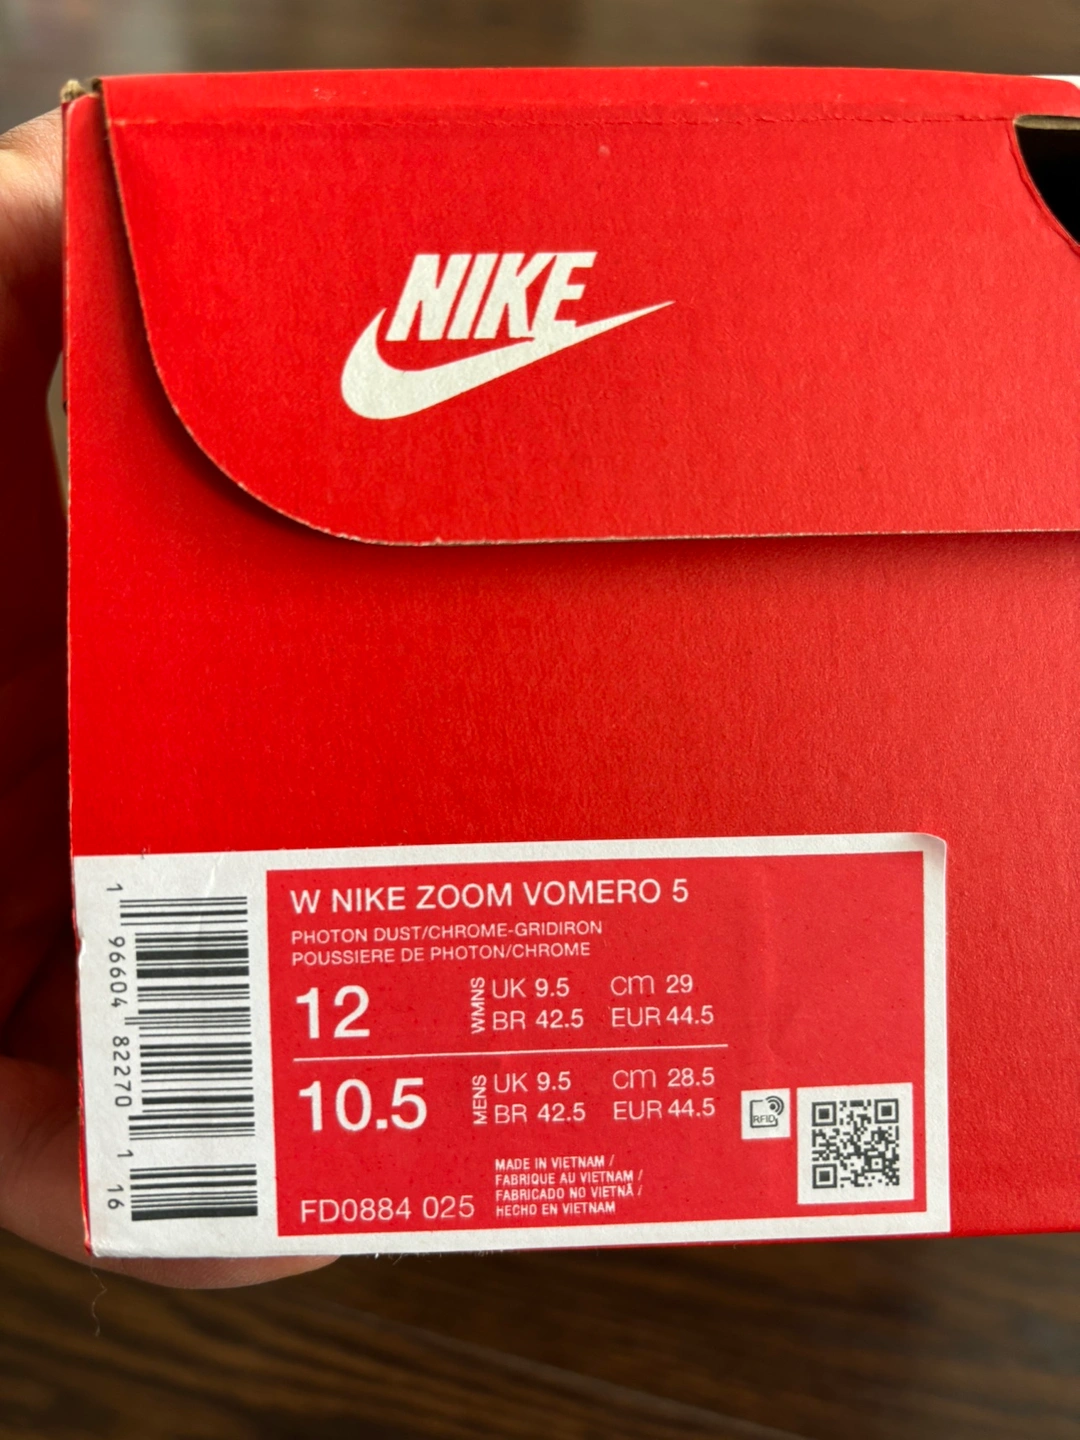 NIKE
W NIKE ZOOM VOMERO 5
PHOTON DUST/CHROME-GRIDIRON
POUSSIERE DE PHOTON/CHROME
12 WMNS UK 9.5 cm 29
BR 42.5 EUR 44.5
10.5 MENS UK 9.5 cm 28.5
BR 42.5 EUR 44.5
RFID
MADE IN VIETNAM /
FABRIQUE AU VIETNAM /
FABRICADO NO VIETNÃ /
HECHO EN VIETNAM
FD0884 025
1 96604 82270 1 16